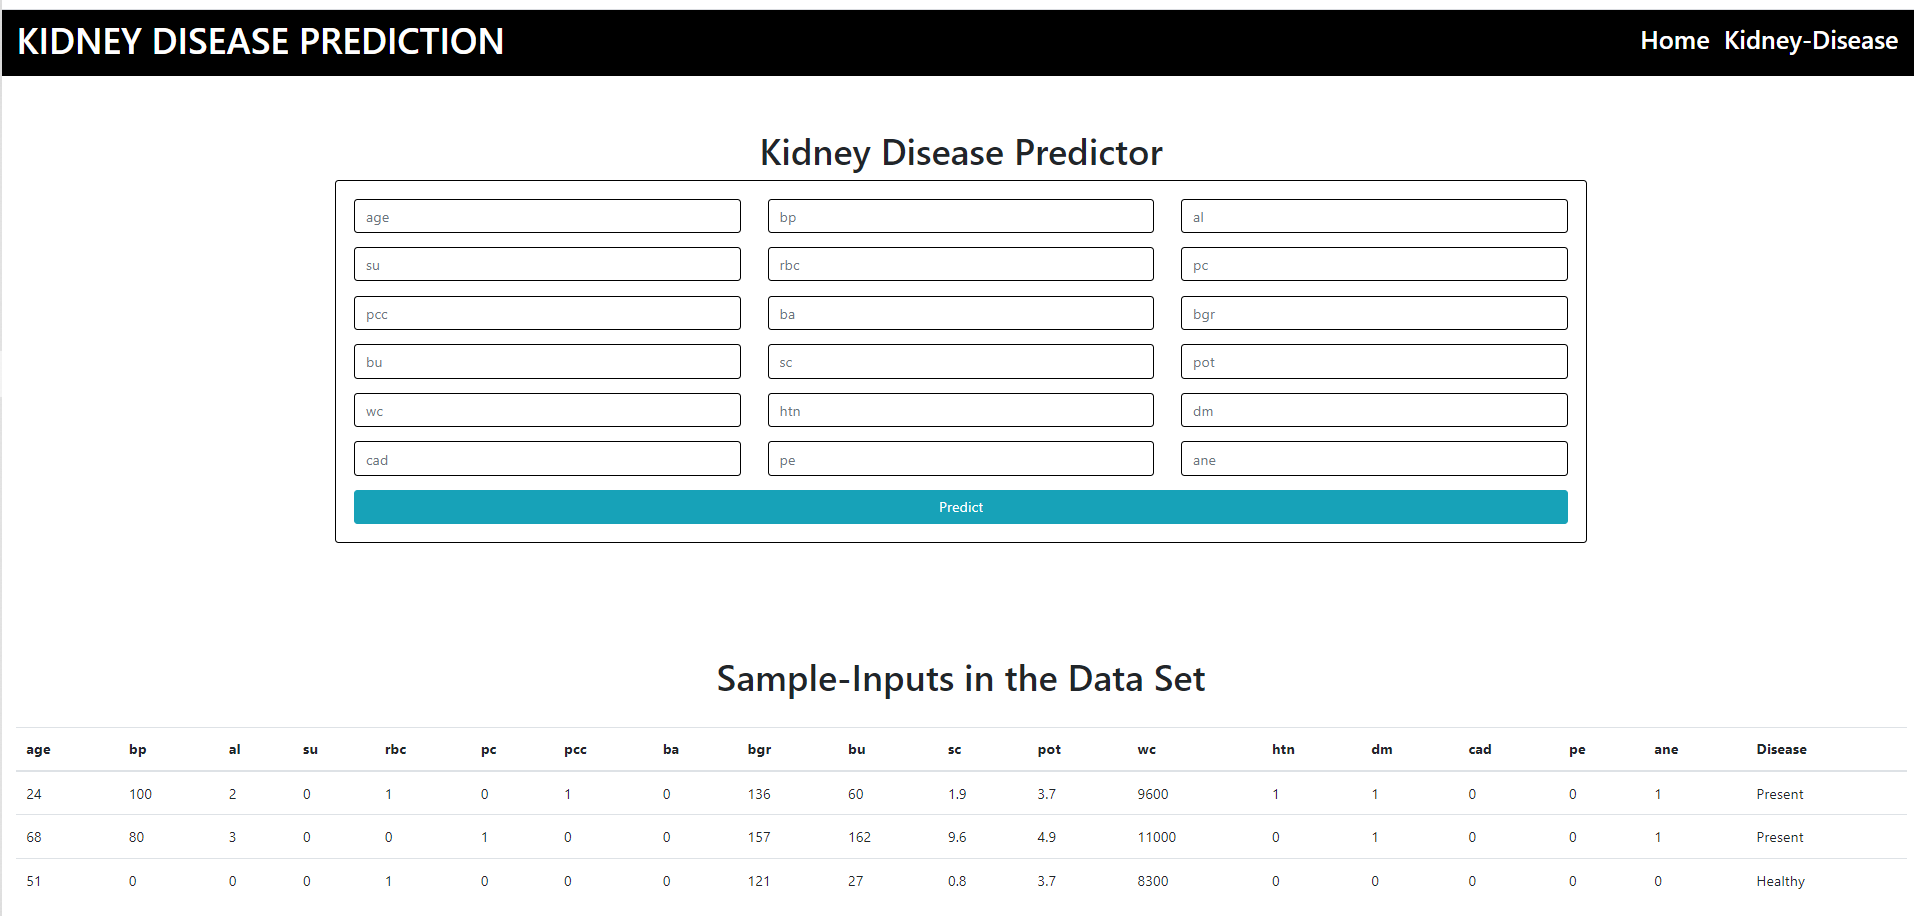 KIDNEY DISEASE PREDICTION Home Kidney-Disease
Kidney Disease Predictor
age bp al
su rbc pc
pcc ba bgr
bu sc pot
wc htn dm
cad pe ane
Predict
Sample-Inputs in the Data Set
age bp al su rbc pc pcc ba bgr bu sc pot wc htn dm cad pe ane Disease
24 100 2 0 1 0 1 0 136 60 1.9 3.7 9600 1 1 0 0 1 Present
68 80 3 0 0 1 0 0 157 162 9.6 4.9 11000 0 1 0 0 1 Present
51 0 0 0 1 0 0 0 121 27 0.8 3.7 8300 0 0 0 0 0 Healthy